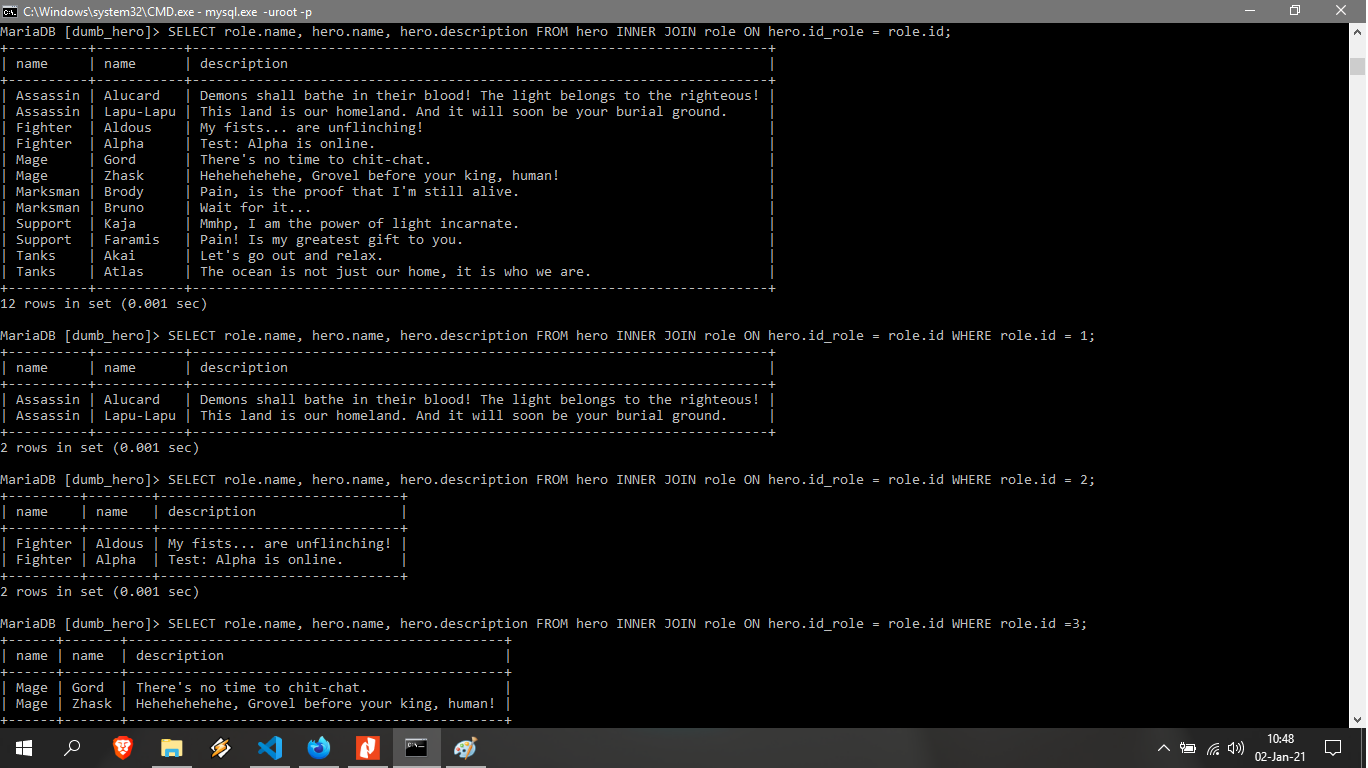 C:\Windows\system32\CMD.exe - mysql.exe -uroot -p
MariaDB [dumb_hero]> SELECT role.name, hero.name, hero.description FROM hero INNER JOIN role ON hero.id_role = role.id;
+----------+-----------+------------------------------------------------------------------------+
| name     | name      | description                                                            |
+----------+-----------+------------------------------------------------------------------------+
| Assassin | Alucard   | Demons shall bathe in their blood! The light belongs to the righteous! |
| Assassin | Lapu-Lapu | This land is our homeland. And it will soon be your burial ground.     |
| Fighter  | Aldous    | My fists... are unflinching!                                           |
| Fighter  | Alpha     | Test: Alpha is online.                                                 |
| Mage     | Gord      | There's no time to chit-chat.                                          |
| Mage     | Zhask     | Hehehehehehe, Grovel before your king, human!                          |
| Marksman | Brody     | Pain, is the proof that I'm still alive.                               |
| Marksman | Bruno     | Wait for it...                                                         |
| Support  | Kaja      | Mmhp, I am the power of light incarnate.                               |
| Support  | Faramis   | Pain! Is my greatest gift to you.                                      |
| Tanks    | Akai      | Let's go out and relax.                                                |
| Tanks    | Atlas     | The ocean is not just our home, it is who we are.                      |
+----------+-----------+------------------------------------------------------------------------+
12 rows in set (0.001 sec)
MariaDB [dumb_hero]> SELECT role.name, hero.name, hero.description FROM hero INNER JOIN role ON hero.id_role = role.id WHERE role.id = 1;
+----------+-----------+------------------------------------------------------------------------+
| name     | name      | description                                                            |
+----------+-----------+------------------------------------------------------------------------+
| Assassin | Alucard   | Demons shall bathe in their blood! The light belongs to the righteous! |
| Assassin | Lapu-Lapu | This land is our homeland. And it will soon be your burial ground.     |
+----------+-----------+------------------------------------------------------------------------+
2 rows in set (0.001 sec)
MariaDB [dumb_hero]> SELECT role.name, hero.name, hero.description FROM hero INNER JOIN role ON hero.id_role = role.id WHERE role.id = 2;
+---------+--------+------------------------------+
| name    | name   | description                  |
+---------+--------+------------------------------+
| Fighter | Aldous | My fists... are unflinching! |
| Fighter | Alpha  | Test: Alpha is online.       |
+---------+--------+------------------------------+
2 rows in set (0.001 sec)
MariaDB [dumb_hero]> SELECT role.name, hero.name, hero.description FROM hero INNER JOIN role ON hero.id_role = role.id WHERE role.id =3;
+------+-------+-----------------------------------------------+
| name | name  | description                                   |
+------+-------+-----------------------------------------------+
| Mage | Gord  | There's no time to chit-chat.                 |
| Mage | Zhask | Hehehehehehe, Grovel before your king, human! |
+------+-------+-----------------------------------------------+
10:48
02-Jan-21